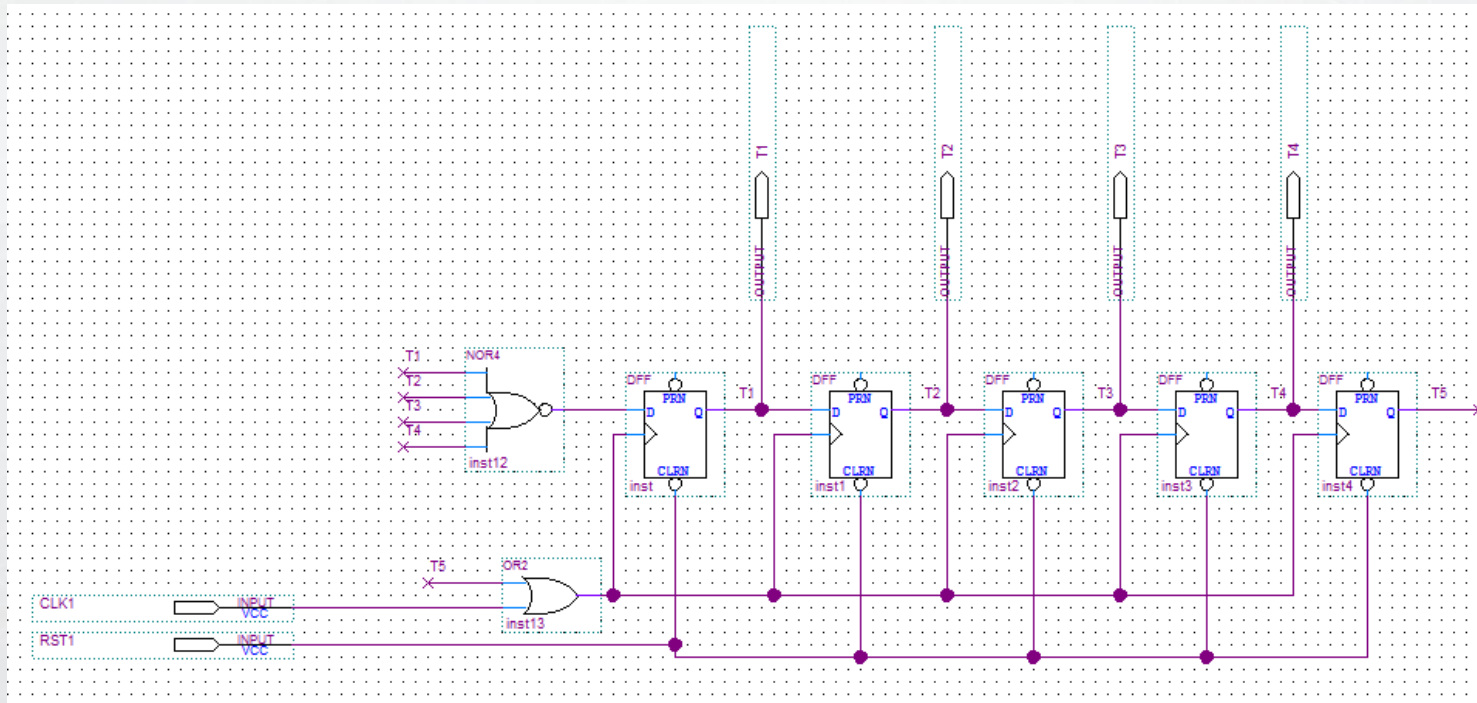 T1
T2
T3
T4
OUTPUT
OUTPUT
OUTPUT
OUTPUT
T1
T2
T3
T4
NOR4
inst12
DFF
PRN
D
Q
CLRN
inst
T1
DFF
PRN
D
Q
CLRN
inst1
T2
DFF
PRN
D
Q
CLRN
inst2
T3
DFF
PRN
D
Q
CLRN
inst3
T4
DFF
PRN
D
Q
CLRN
inst4
T5
T5
OR2
inst13
CLK1
INPUT
VCC
RST1
INPUT
VCC